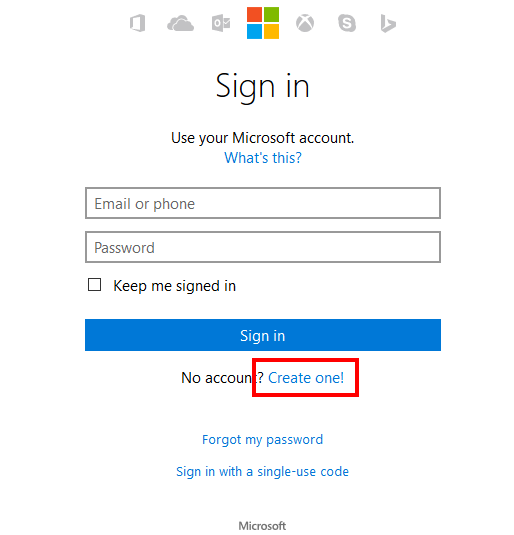 Sign in
Use your Microsoft account.
What's this?
Email or phone
Password
Keep me signed in
Sign in
No account? Create one!
Forgot my password
Sign in with a single-use code
Microsoft